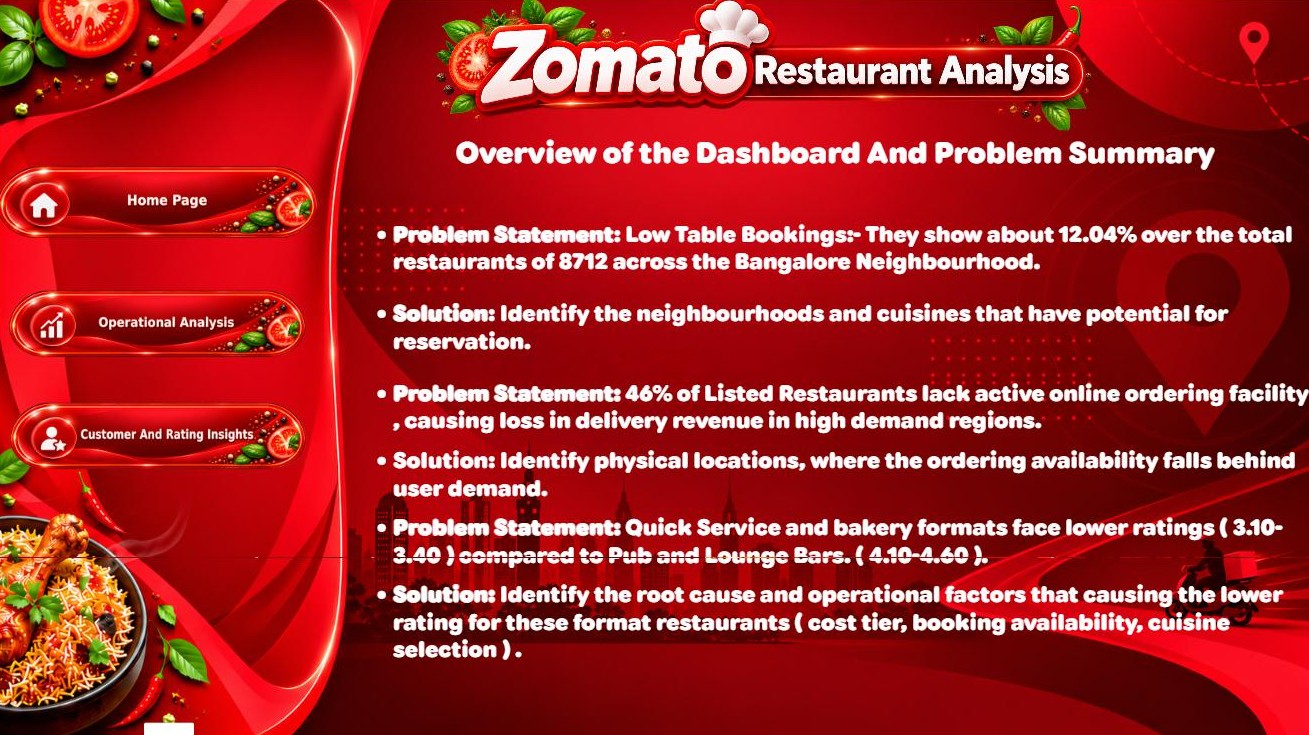 Zomato Restaurant Analysis
Overview of the Dashboard And Problem Summary
Home Page
Operational Analysis
Customer And Rating Insights
• Problem Statement: Low Table Bookings:- They show about 12.04% over the total
restaurants of 8712 across the Bangalore Neighbourhood.
• Solution: Identify the neighbourhoods and cuisines that have potential for
reservation.
• Problem Statement: 46% of Listed Restaurants lack active online ordering facility
, causing loss in delivery revenue in high demand regions.
• Solution: Identify physical locations, where the ordering availability falls behind
user demand.
• Problem Statement: Quick Service and bakery formats face lower ratings ( 3.10-
3.40 ) compared to Pub and Lounge Bars. ( 4.10-4.60 ).
• Solution: Identify the root cause and operational factors that causing the lower
rating for these format restaurants ( cost tier, booking availability, cuisine
selection ) .